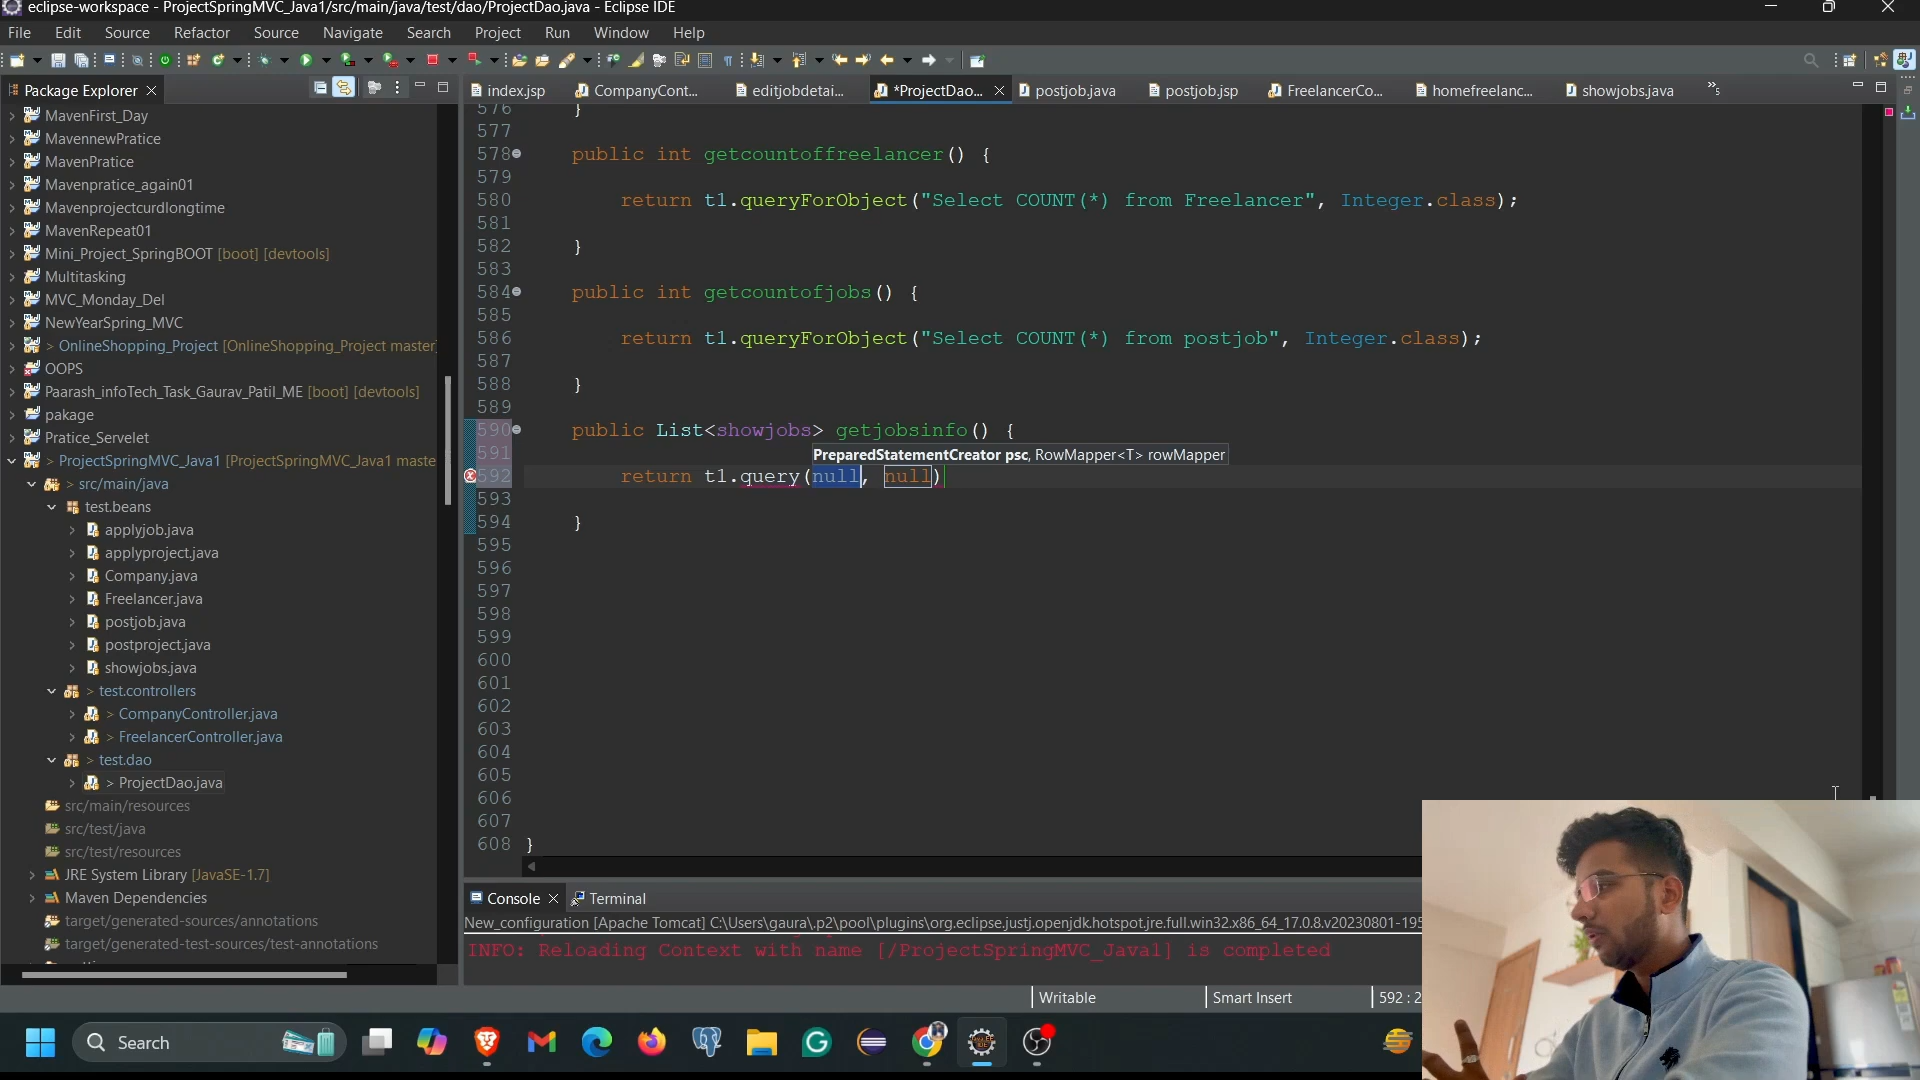 eclipse-workspace - ProjectSpringMVC_Java1/src/main/java/test/dao/ProjectDao.java - Eclipse IDE
File Edit Source Refactor Source Navigate Search Project Run Window Help
Package Explorer
index.jsp CompanyCont... editjobdetai... *ProjectDao... postjob.java postjob.jsp FreelancerCo... homefreelanc... showjobs.java »5
MavenFirst_Day
MavennewPratice
MavenPratice
Mavenpratice_again01
Mavenprojectcurdlongtime
MavenRepeat01
Mini_Project_SpringBOOT [boot] [devtools]
Multitasking
MVC_Monday_Del
NewYearSpring_MVC
> OnlineShopping_Project [OnlineShopping_Project master]
OOPS
Paarash_infoTech_Task_Gaurav_Patil_ME [boot] [devtools]
pakage
Pratice_Servelet
> ProjectSpringMVC_Java1 [ProjectSpringMVC_Java1 maste
> src/main/java
test.beans
applyjob.java
applyproject.java
Company.java
Freelancer.java
postjob.java
postproject.java
showjobs.java
> test.controllers
> CompanyController.java
> FreelancerController.java
> test.dao
> ProjectDao.java
src/main/resources
src/test/java
src/test/resources
JRE System Library [JavaSE-1.7]
Maven Dependencies
target/generated-sources/annotations
target/generated-test-sources/test-annotations
576 }
577
578 public int getcountoffreelancer() {
579
580 return t1.queryForObject("Select COUNT(*) from Freelancer", Integer.class);
581
582 }
583
584 public int getcountofjobs() {
585
586 return t1.queryForObject("Select COUNT(*) from postjob", Integer.class);
587
588 }
589
590 public List<showjobs> getjobsinfo() {
591 PreparedStatementCreator psc, RowMapper<T> rowMapper
592 return t1.query(null, null)
593
594 }
595
596
597
598
599
600
601
602
603
604
605
606
607
608 }
Console Terminal
New_configuration [Apache Tomcat] C:\Users\gaura\.p2\pool\plugins\org.eclipse.justj.openjdk.hotspot.jre.full.win32.x86_64_17.0.8.v20230801-195
INFO: Reloading Context with name [/ProjectSpringMVC_Java1] is completed
Writable Smart Insert 592 : 2
Search